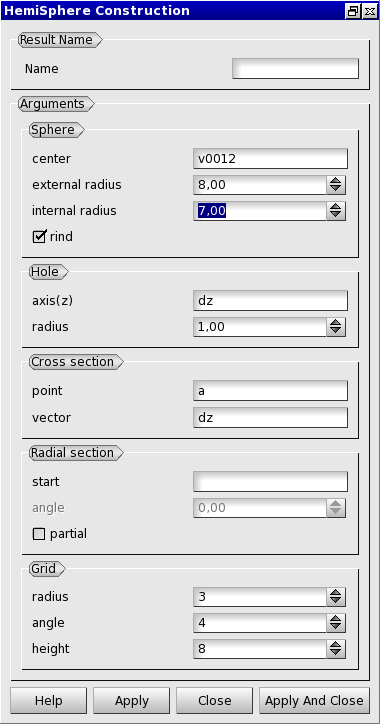 HemiSphere Construction
Result Name
Name
Arguments
Sphere
center v0012
external radius 8,00
internal radius 7,00
rind
Hole
axis(z) dz
radius 1,00
Cross section
point a
vector dz
Radial section
start
angle 0,00
partial
Grid
radius 3
angle 4
height 8
Help Apply Close Apply And Close